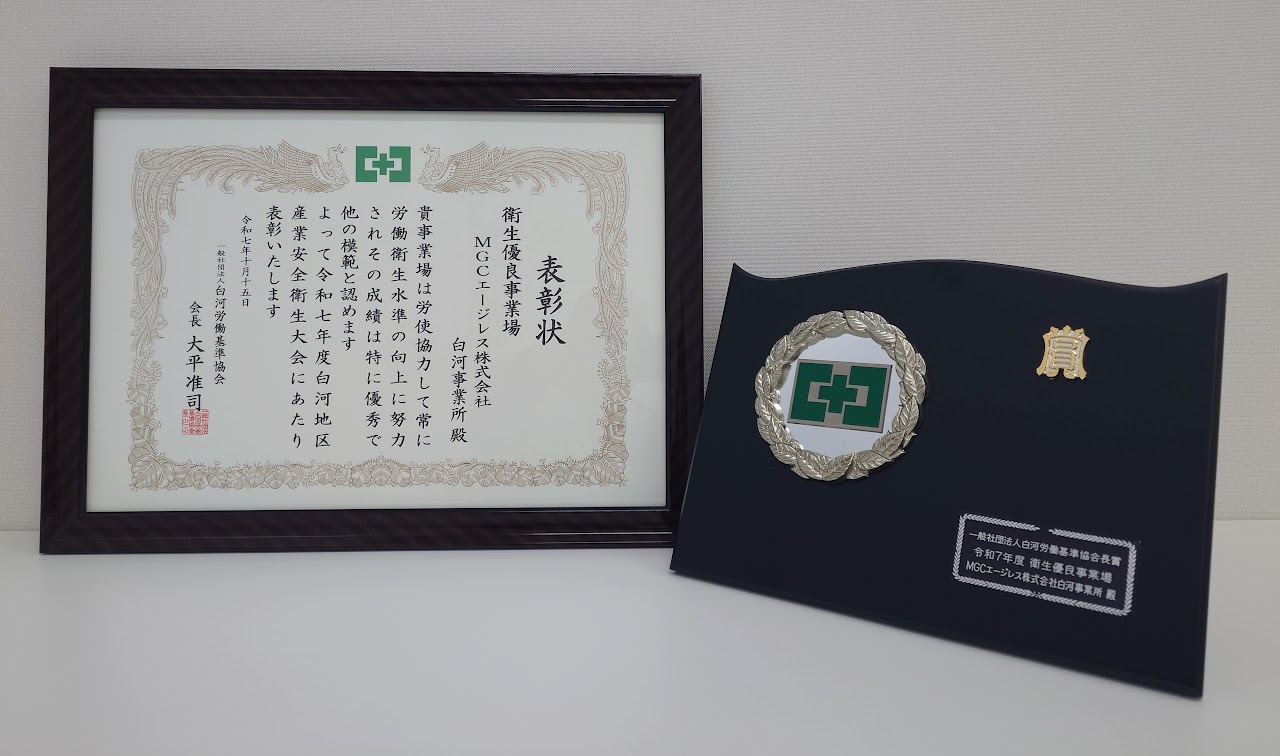 表彰状
衛生優良事業場
MGCエージレス株式会社
白河事業所 殿
貴事業場は労使協力して常に
労働衛生水準の向上に努力
されその成績は特に優秀で
他の模範と認めます
よって令和七年度白河地区
産業安全衛生大会にあたり
表彰いたします
令和七年十月十五日
一般社団法人白河労働基準協会
会長 大平准司
賞
一般社団法人白河労働基準協会長賞
令和7年度 衛生優良事業場
MGCエージレス株式会社白河事業所 殿